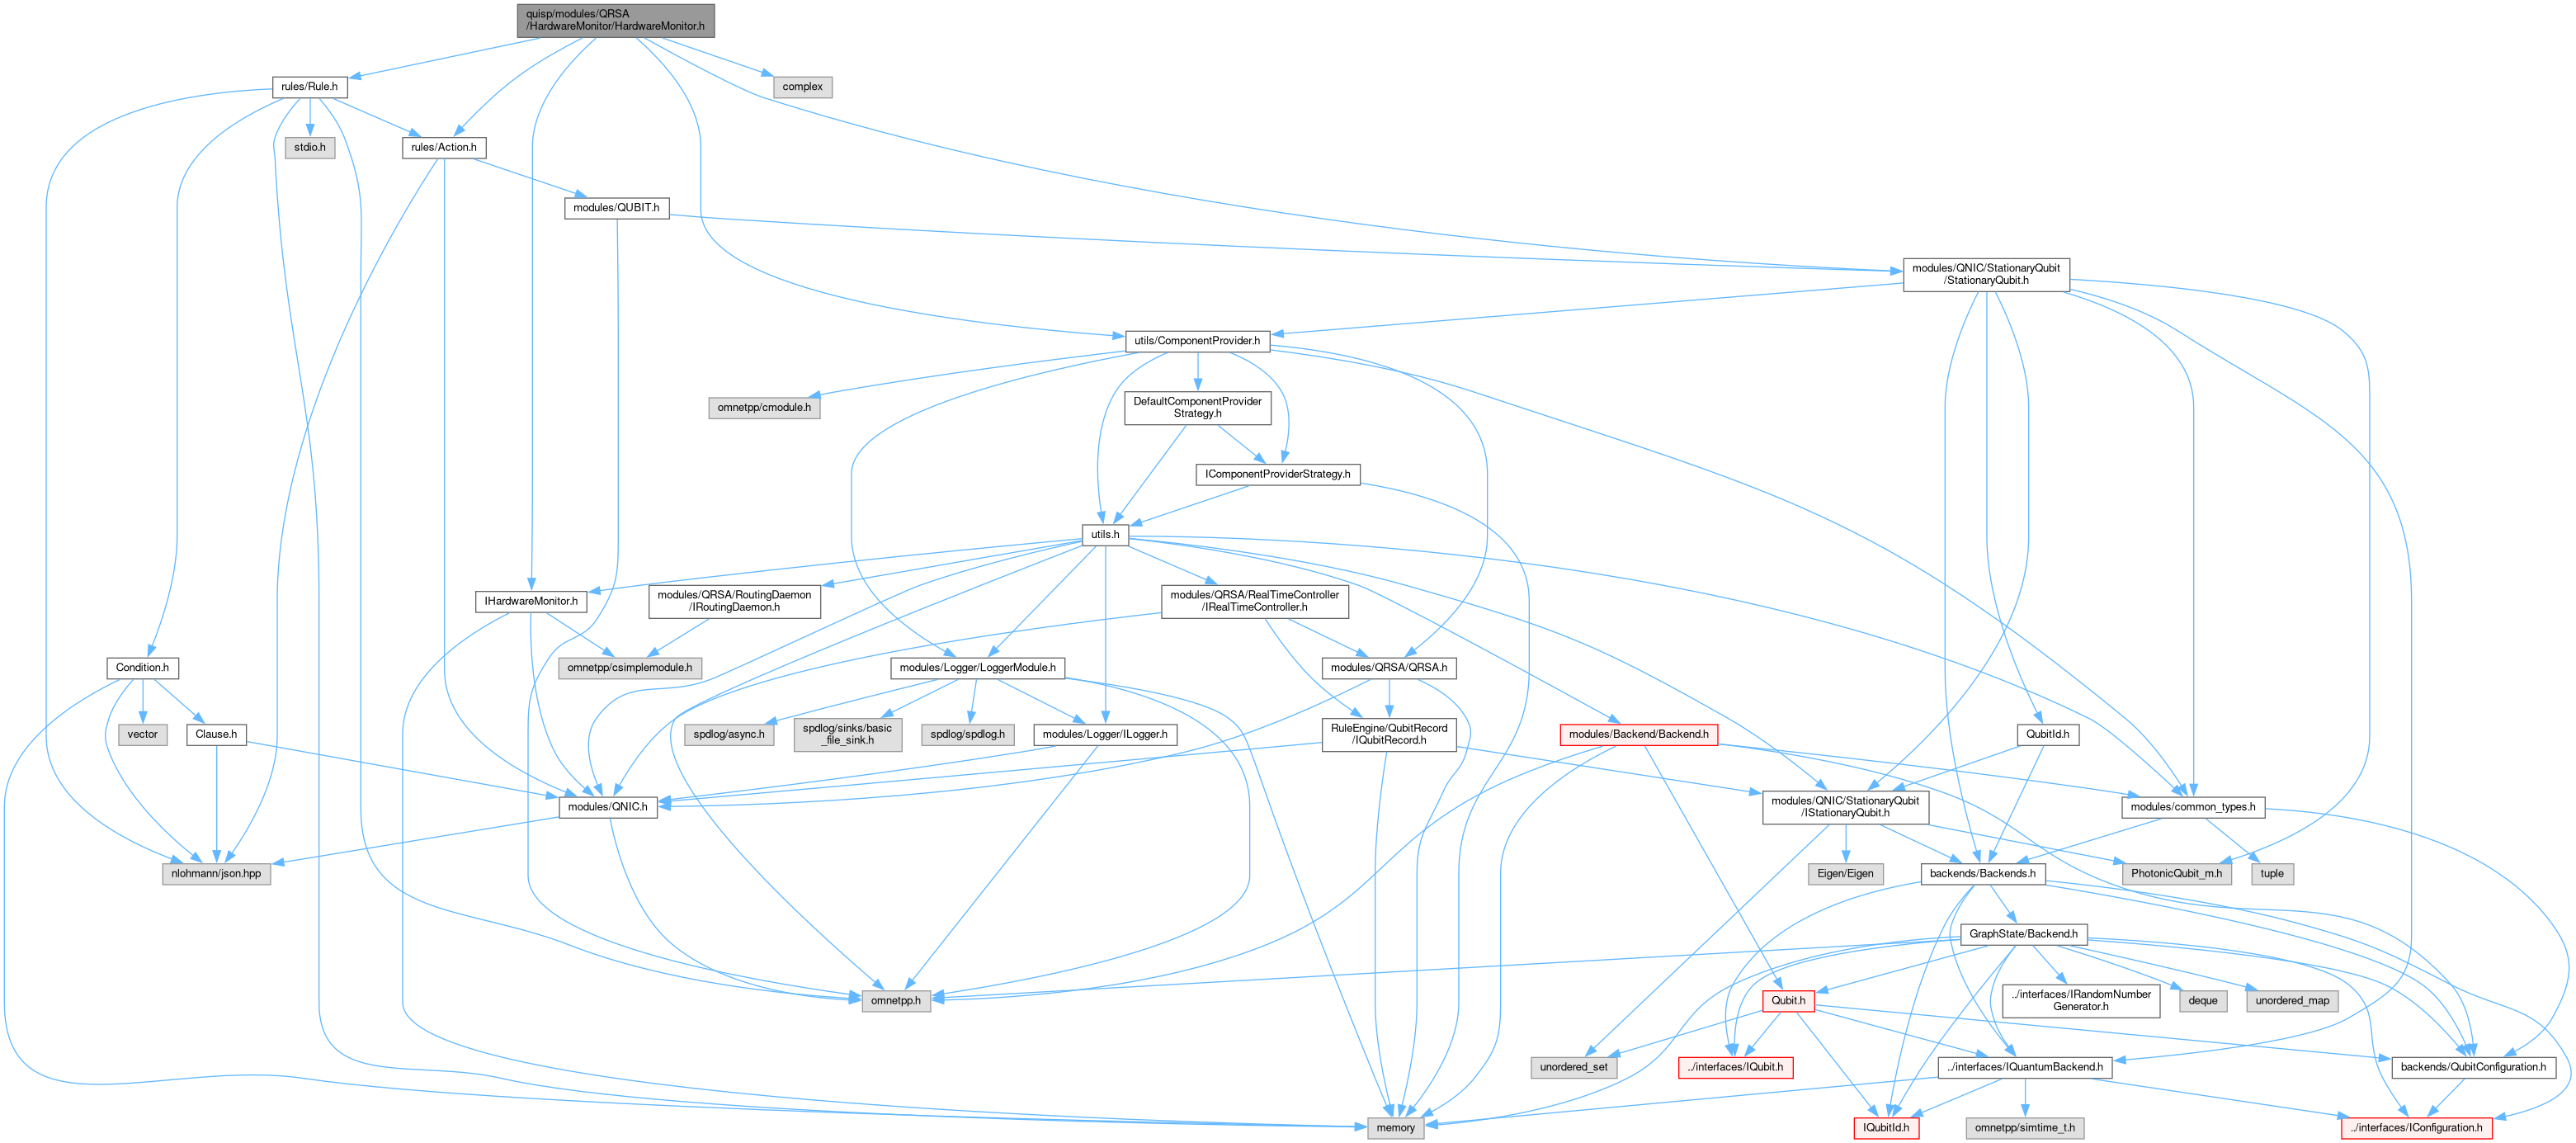 quisp/modules/QRSA
/HardwareMonitor/HardwareMonitor.h
rules/Rule.h
complex
stdio.h
rules/Action.h
modules/QUBIT.h
modules/QNIC/StationaryQubit
/StationaryQubit.h
utils/ComponentProvider.h
omnetpp/cmodule.h
DefaultComponentProvider
Strategy.h
IComponentProviderStrategy.h
utils.h
IHardwareMonitor.h
modules/QRSA/RoutingDaemon
/IRoutingDaemon.h
modules/QRSA/RealTimeController
/IRealTimeController.h
Condition.h
omnetpp/csimplemodule.h
modules/Logger/LoggerModule.h
modules/QRSA/QRSA.h
vector
Clause.h
spdlog/async.h
spdlog/sinks/basic
_file_sink.h
spdlog/spdlog.h
modules/Logger/ILogger.h
RuleEngine/QubitRecord
/IQubitRecord.h
modules/Backend/Backend.h
QubitId.h
modules/QNIC.h
modules/QNIC/StationaryQubit
/IStationaryQubit.h
modules/common_types.h
nlohmann/json.hpp
Eigen/Eigen
backends/Backends.h
PhotonicQubit_m.h
tuple
GraphState/Backend.h
omnetpp.h
Qubit.h
../interfaces/IRandomNumber
Generator.h
deque
unordered_map
unordered_set
../interfaces/IQubit.h
../interfaces/IQuantumBackend.h
backends/QubitConfiguration.h
memory
IQubitId.h
omnetpp/simtime_t.h
../interfaces/IConfiguration.h